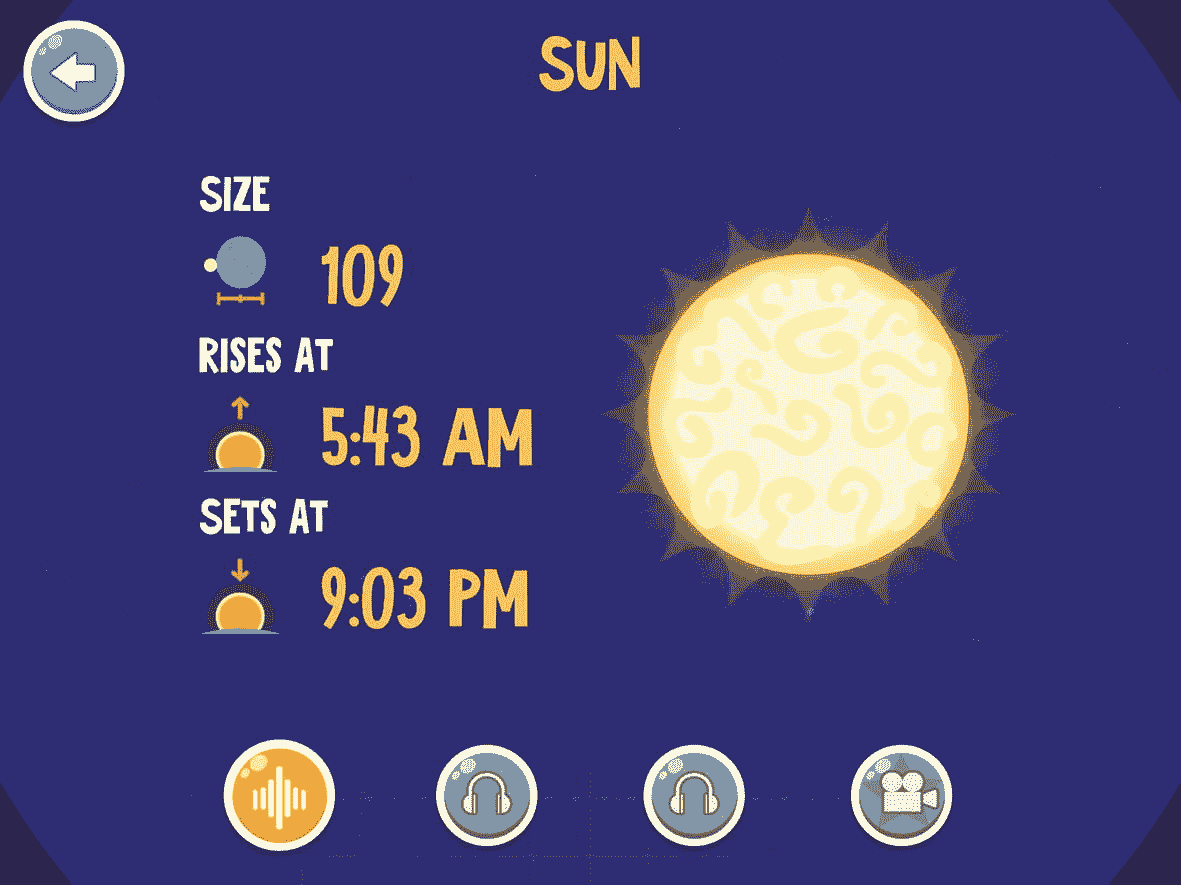 SUN
SIZE
109
RISES AT
5:43 AM
SETS AT
9:03 PM